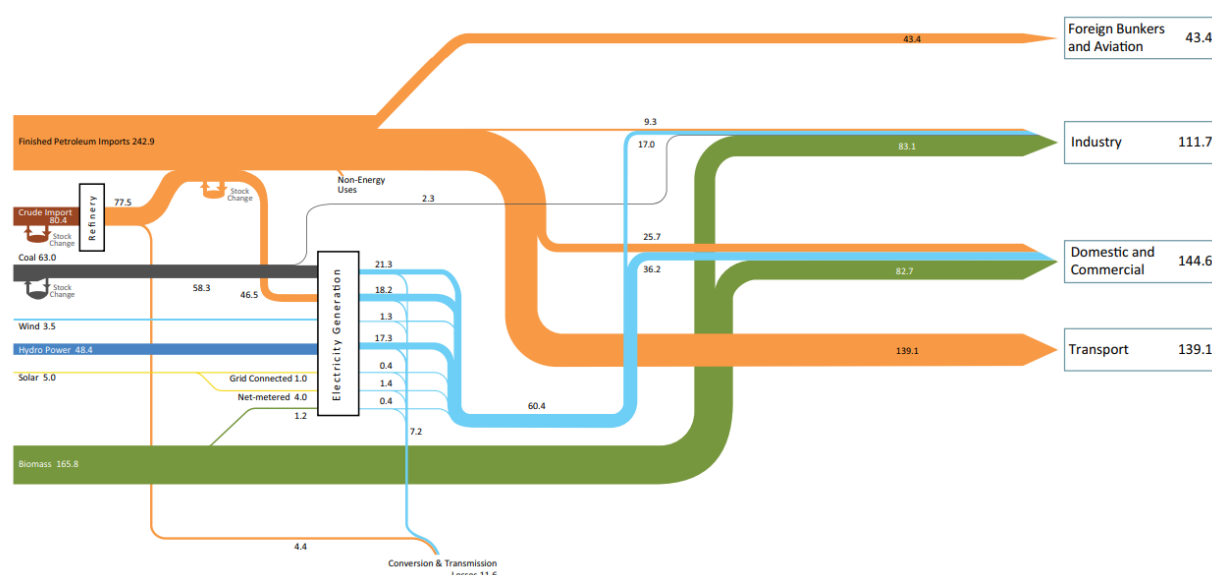 Foreign Bunkers
and Aviation
43.4
43.4
9.3
Finished Petroleum Imports 242.9
17.0
83.1
Industry
111.7
Non-Energy
Uses
Stock
Change
2.3
77.5
Refinery
Crude Import
80.4
Stock
Change
Coal 63.0
25.7
Domestic and
Commercial
144.6
21.3
36.2
82.7
58.3
46.5
Stock
Change
18.2
Wind 3.5
1.3
Electricity Generation
17.3
Hydro Power 48.4
139.1
Transport
139.1
0.4
Solar 5.0
Grid Connected 1.0
1.4
Net-metered 4.0
0.4
60.4
1.2
7.2
Biomass 165.8
4.4
Conversion & Transmission
Losses 11.6